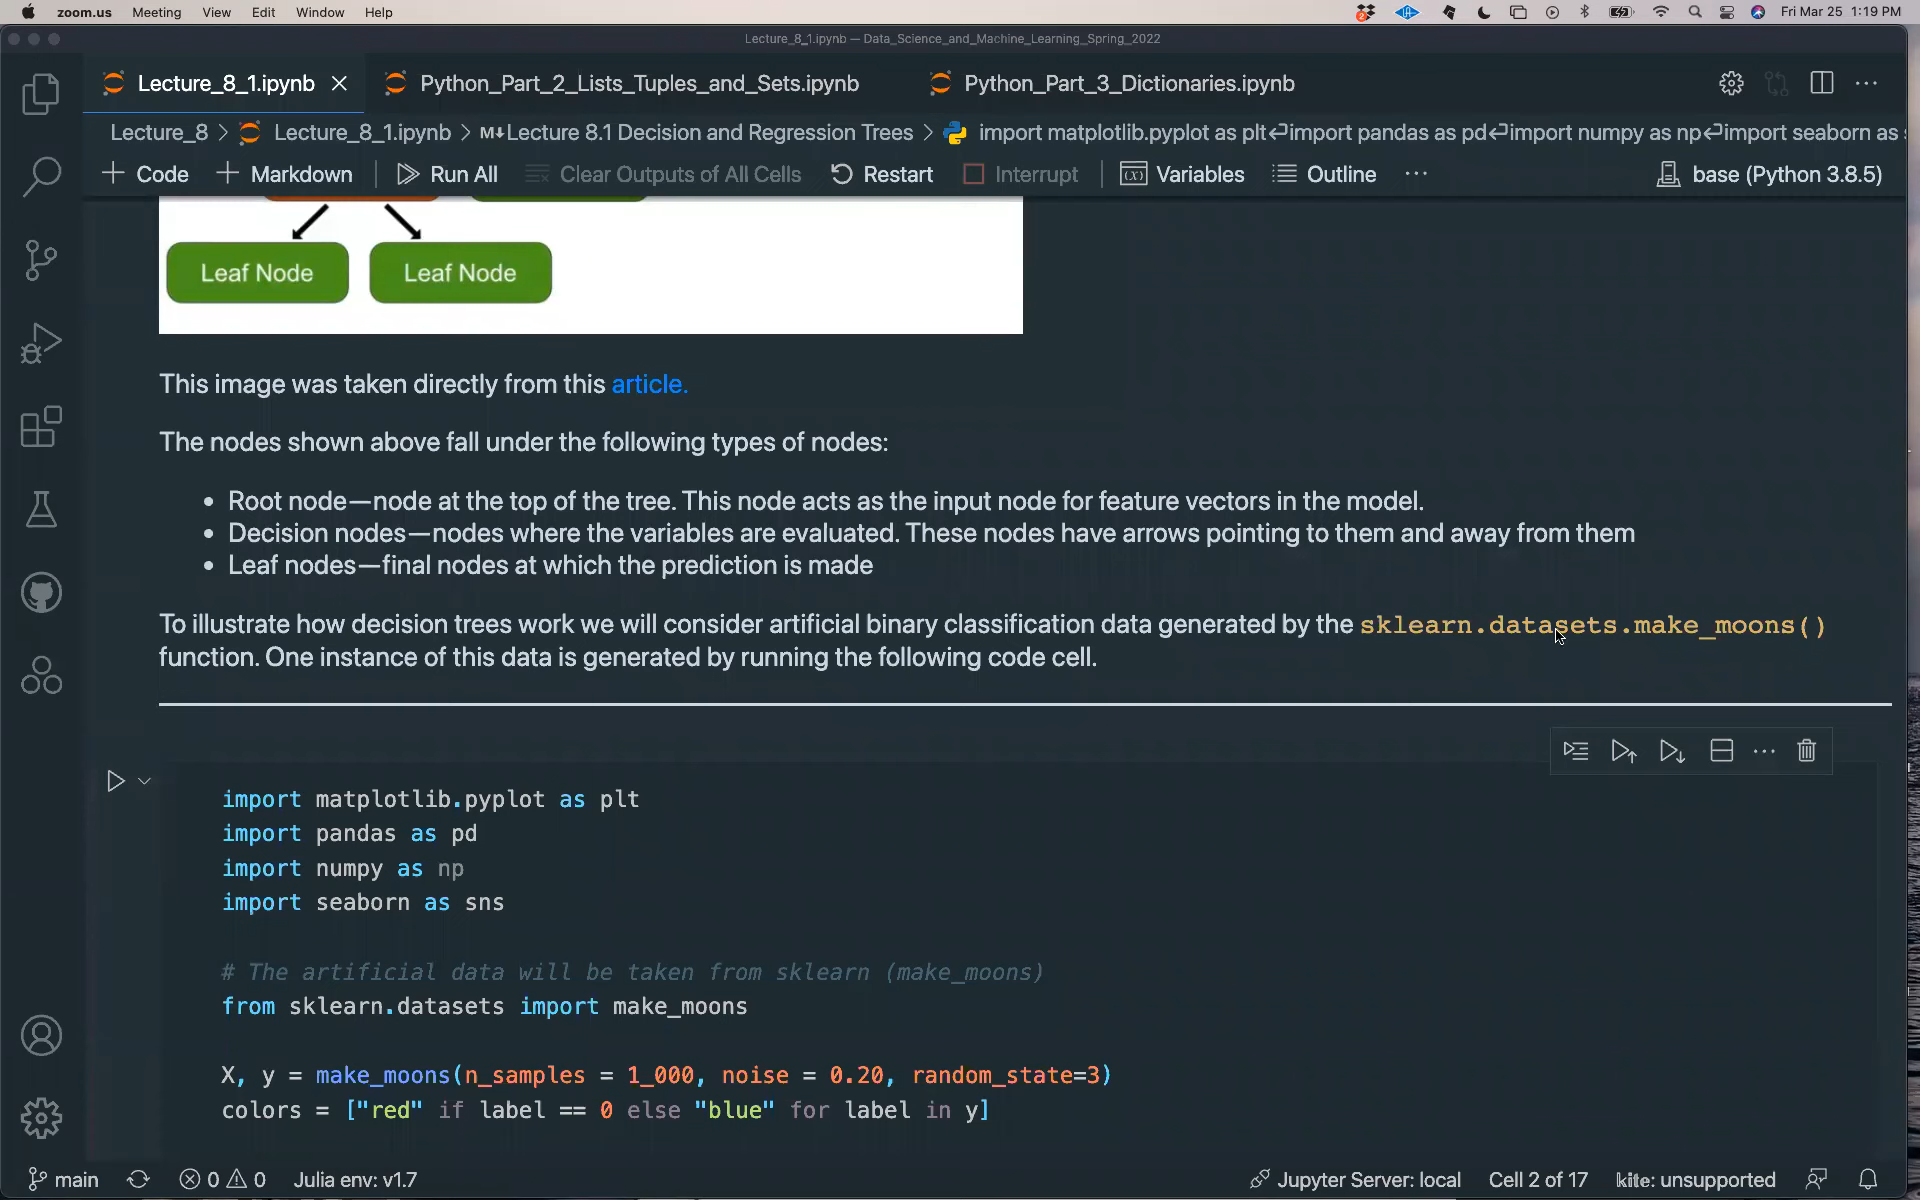 zoom.us Meeting View Edit Window Help Fri Mar 25 1:19 PM
Lecture_8_1.ipynb — Data_Science_and_Machine_Learning_Spring_2022
Lecture_8_1.ipynb Python_Part_2_Lists_Tuples_and_Sets.ipynb Python_Part_3_Dictionaries.ipynb
Lecture_8 > Lecture_8_1.ipynb > M↓Lecture 8.1 Decision and Regression Trees > import matplotlib.pyplot as plt↵import pandas as pd↵import numpy as np↵import seaborn as
+ Code + Markdown Run All Clear Outputs of All Cells Restart Interrupt Variables Outline ··· base (Python 3.8.5)
Leaf Node Leaf Node
This image was taken directly from this article.
The nodes shown above fall under the following types of nodes:
• Root node—node at the top of the tree. This node acts as the input node for feature vectors in the model.
• Decision nodes—nodes where the variables are evaluated. These nodes have arrows pointing to them and away from them
• Leaf nodes—final nodes at which the prediction is made
To illustrate how decision trees work we will consider artificial binary classification data generated by the sklearn.datasets.make_moons()
function. One instance of this data is generated by running the following code cell.
import matplotlib.pyplot as plt
import pandas as pd
import numpy as np
import seaborn as sns
# The artificial data will be taken from sklearn (make_moons)
from sklearn.datasets import make_moons
X, y = make_moons(n_samples = 1_000, noise = 0.20, random_state=3)
colors = ["red" if label == 0 else "blue" for label in y]
main 0 0 Julia env: v1.7 Jupyter Server: local Cell 2 of 17 kite: unsupported